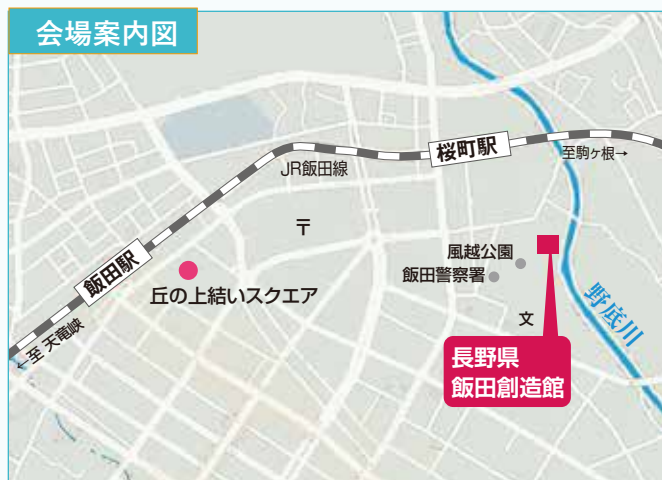 会場案内図
桜町駅
至駒ヶ根→
JR飯田線
〒
飯田駅
風越公園
飯田警察署
丘の上結いスクエア
文
野底川
←至 天竜峡
長野県
飯田創造館